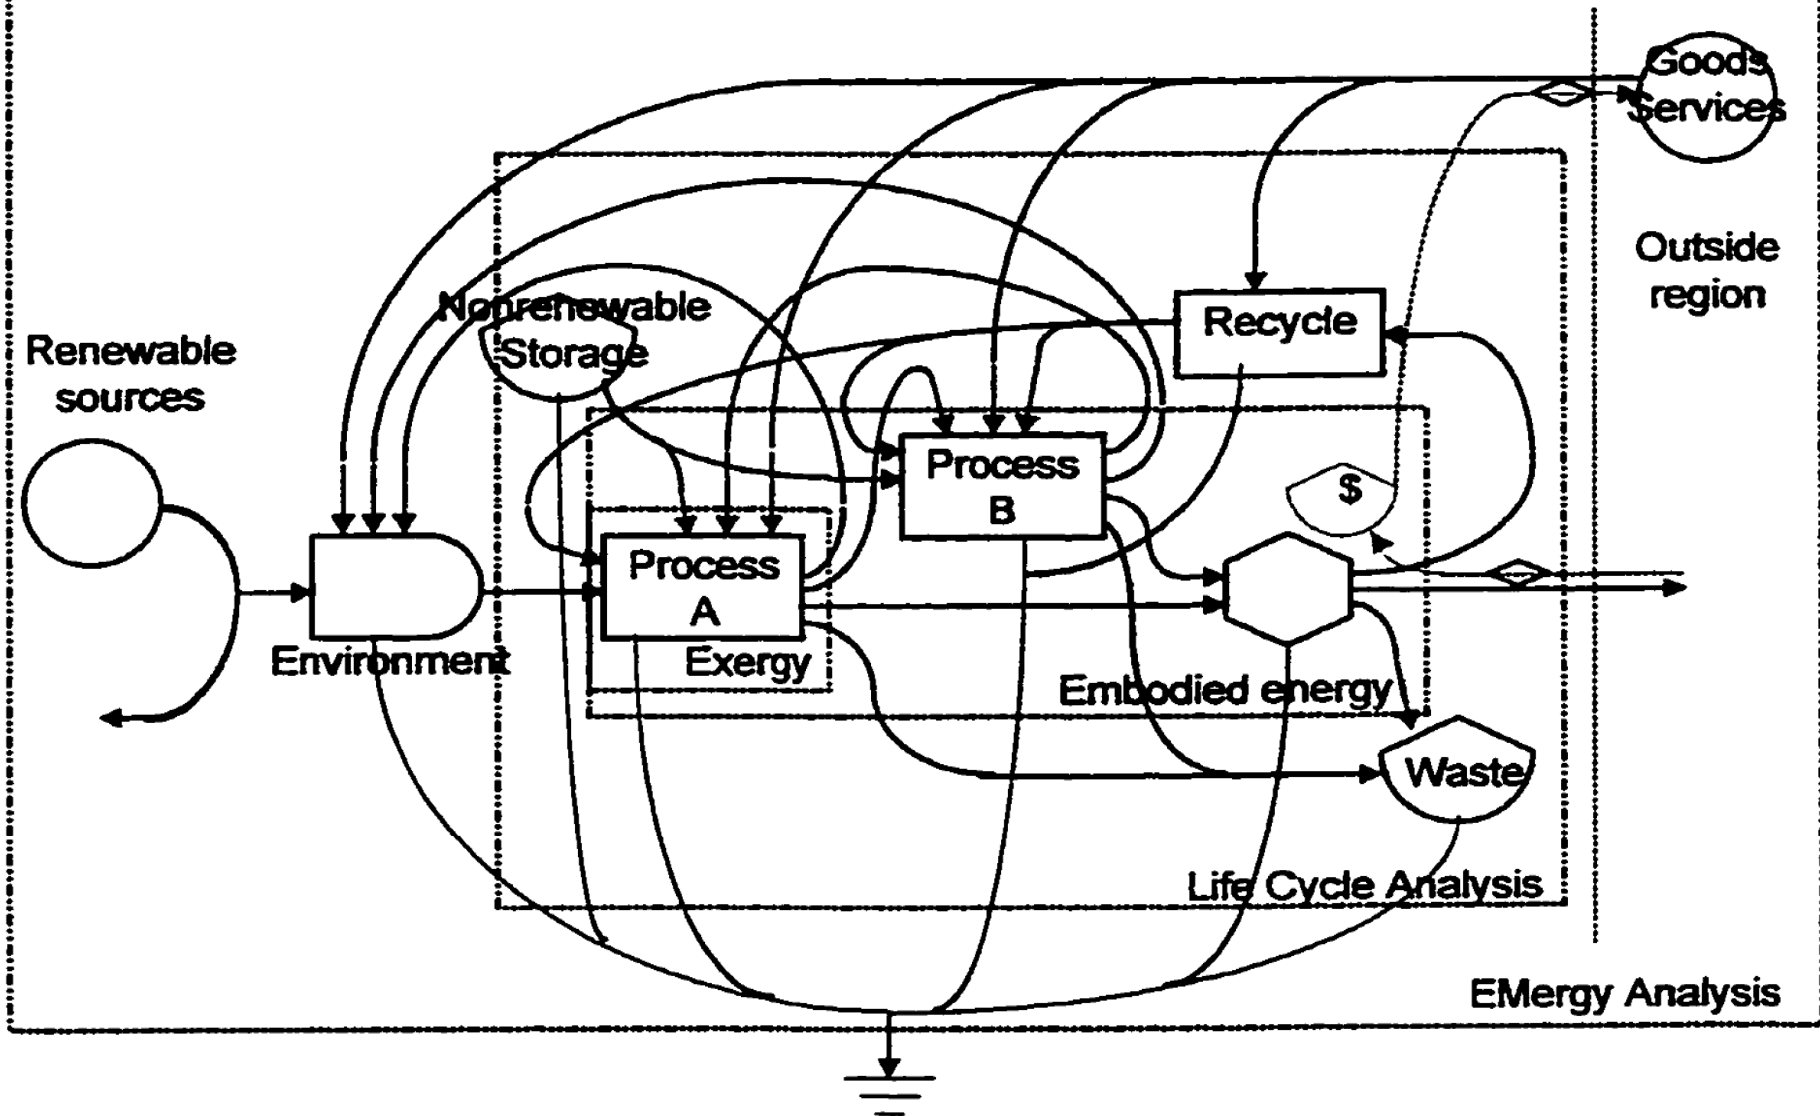 Goods
Services
Outside
region
Nonrenewable
Storage
Recycle
Renewable
sources
Process
B
$
Process
A
Exergy
Environment
Embodied energy
Waste
Life Cycle Analysis
EMergy Analysis